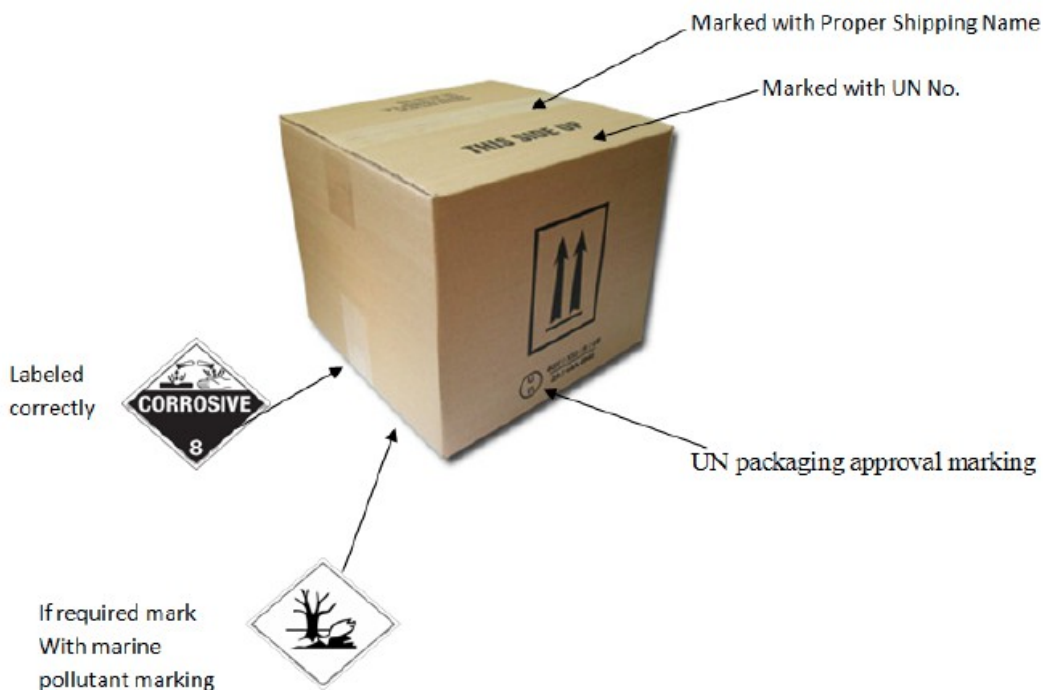 Marked with Proper Shipping Name
Marked with UN No.
THIS SIDE UP
Labeled
correctly
CORROSIVE
8
UN packaging approval marking
If required mark
With marine
pollutant marking